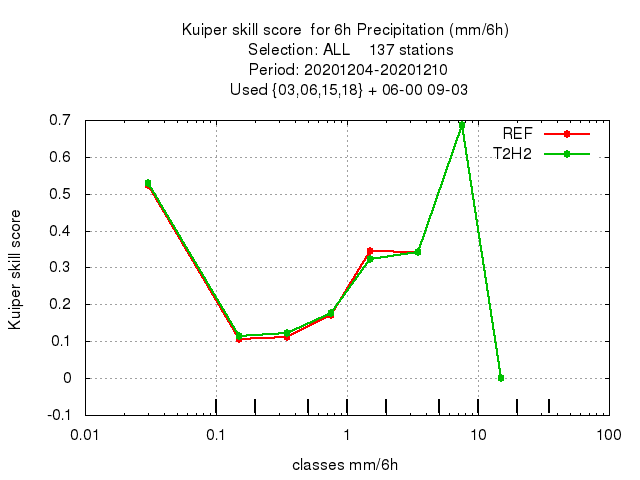 Kuiper skill score  for 6h Precipitation (mm/6h)
Selection: ALL    137 stations
Period: 20201204-20201210
Used {03,06,15,18} + 06-00 09-03
REF
T2H2
Kuiper skill score
0.7
0.6
0.5
0.4
0.3
0.2
0.1
0
-0.1
0.01 0.1 1 10 100
classes mm/6h